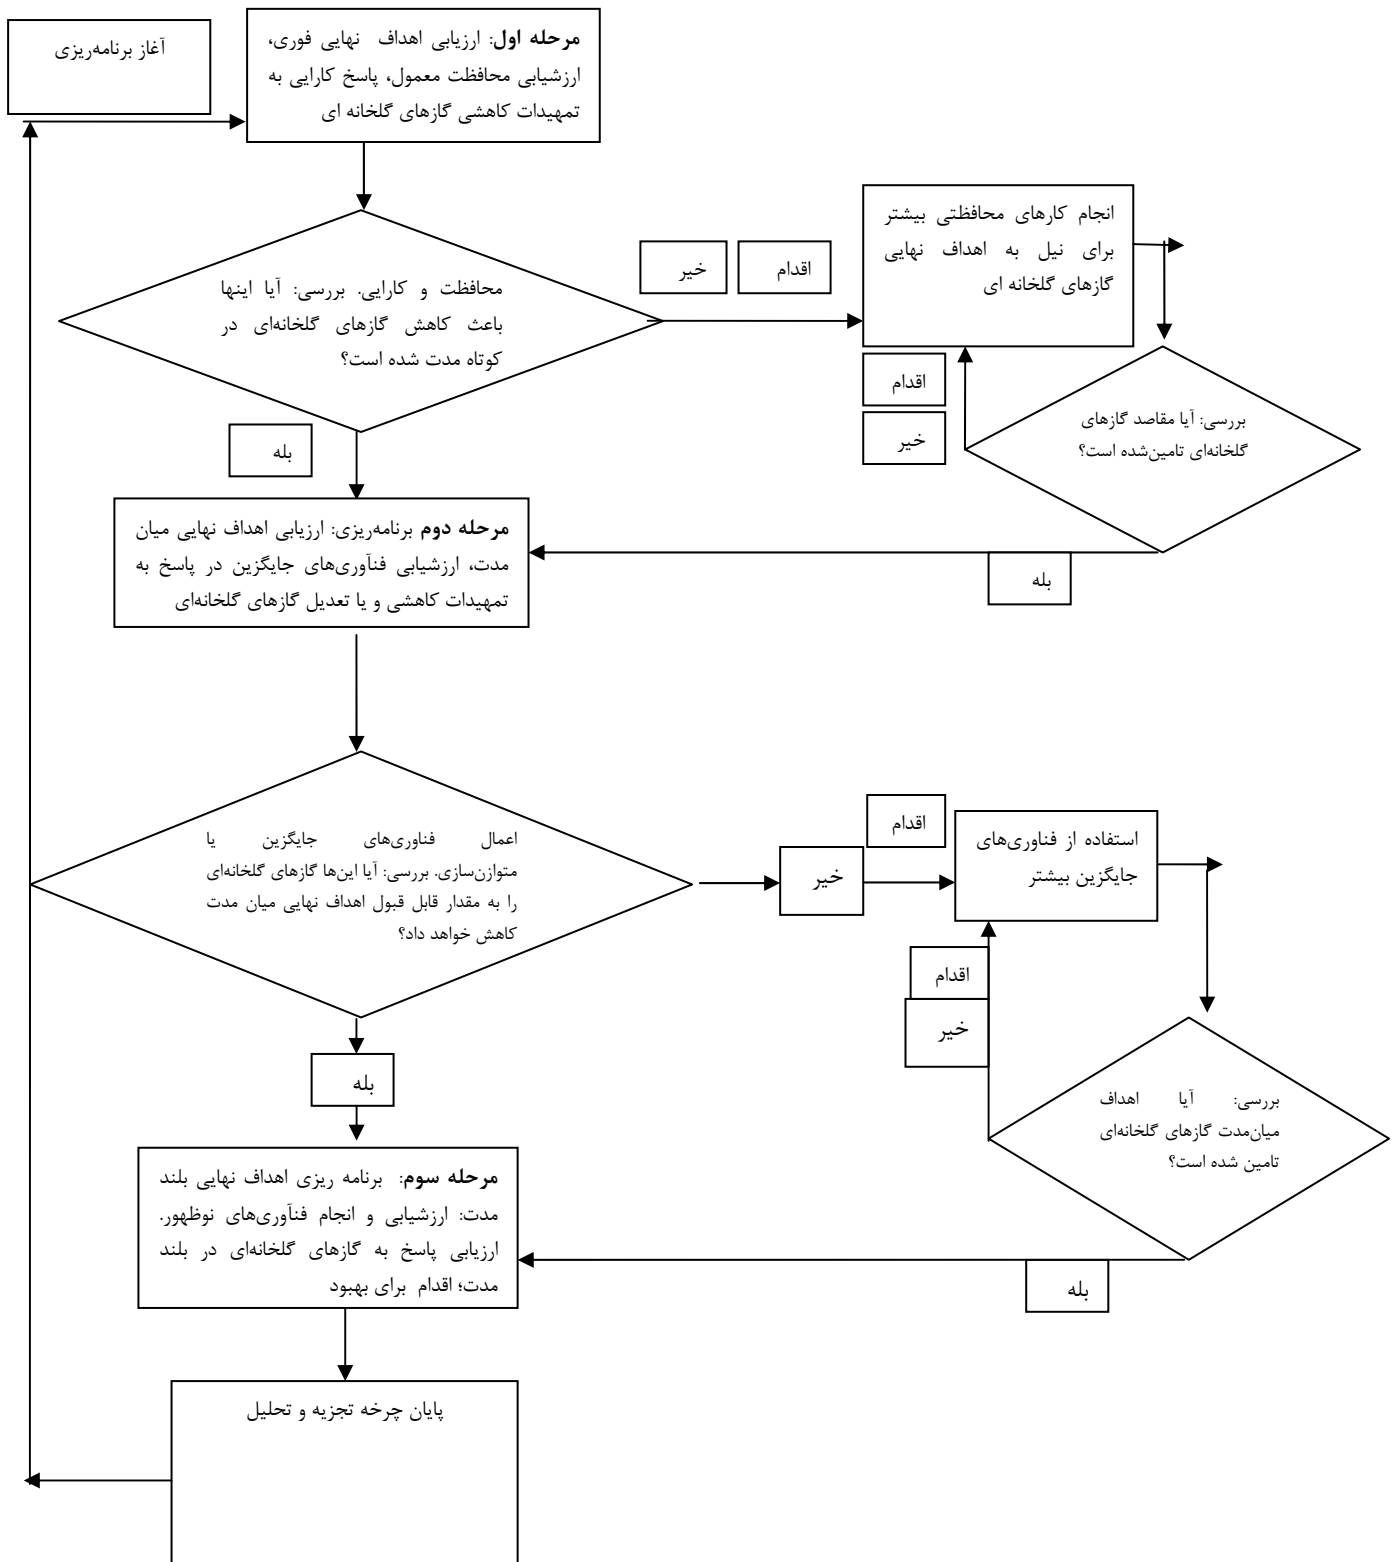 آغاز برنامه‌ریزی
مرحله اول: ارزیابی اهداف نهایی فوری،
ارزشیابی محافظت معمول، پاسخ کارایی به
تمهیدات کاهشی گازهای گلخانه ای
انجام کارهای محافظتی بیشتر
برای نیل به اهداف نهایی
گازهای گلخانه ای
اقدام
خیر
محافظت و کارایی. بررسی: آیا اینها
باعث کاهش گازهای گلخانه‌ای در
کوتاه مدت شده است؟
اقدام
خیر
بررسی: آیا مقاصد گازهای
گلخانه‌ای تامین‌شده است؟
بله
مرحله دوم برنامه‌ریزی: ارزیابی اهداف نهایی میان
مدت، ارزشیابی فنآوری‌های جایگزین در پاسخ به
تمهیدات کاهشی و یا تعدیل گازهای گلخانه‌ای
بله
اعمال فناوری‌های جایگزین یا
متوازن‌سازی. بررسی: آیا این‌ها گازهای گلخانه‌ای
را به مقدار قابل قبول اهداف نهایی میان مدت
کاهش خواهد داد؟
اقدام
خیر
استفاده از فناوری‌های
جایگزین بیشتر
اقدام
خیر
بله
بررسی: آیا اهداف
میان‌مدت گازهای گلخانه‌ای
تامین شده است؟
مرحله سوم: برنامه ریزی اهداف نهایی بلند
مدت: ارزشیابی و انجام فنآوری‌های نوظهور.
ارزیابی پاسخ به گازهای گلخانه‌ای در بلند
مدت؛ اقدام برای بهبود
بله
پایان چرخه تجزیه و تحلیل